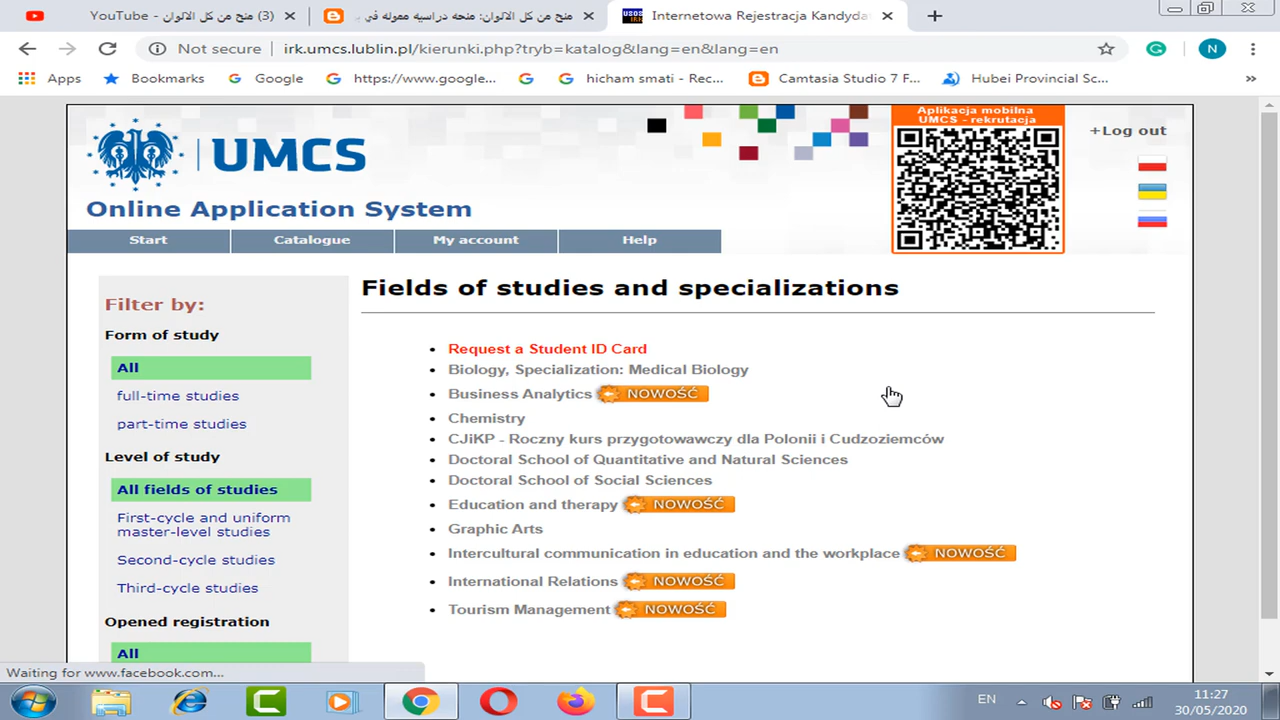 YouTube - منح من كل الالوان (3)
منح من كل الالوان: منحه دراسيه ممو‎له في ب
Internetowa Rejestracja Kandyda
Not secure
irk.umcs.lublin.pl/kierunki.php?tryb=katalog&lang=en&lang=en
N
Apps
Bookmarks
Google
https://www.google...
hicham smati - Rec...
Camtasia Studio 7 F...
Hubei Provincial Sc...
»
UMCS
Online Application System
Aplikacja mobilna
UMCS - rekrutacja
+Log out
Start
Catalogue
My account
Help
Filter by:
Form of study
All
full-time studies
part-time studies
Level of study
All fields of studies
First-cycle and uniform
master-level studies
Second-cycle studies
Third-cycle studies
Opened registration
All
Fields of studies and specializations
Request a Student ID Card
Biology, Specialization: Medical Biology
Business Analytics NOWOŚĆ
Chemistry
CJiKP - Roczny kurs przygotowawczy dla Polonii i Cudzoziemców
Doctoral School of Quantitative and Natural Sciences
Doctoral School of Social Sciences
Education and therapy NOWOŚĆ
Graphic Arts
Intercultural communication in education and the workplace NOWOŚĆ
International Relations NOWOŚĆ
Tourism Management NOWOŚĆ
Waiting for www.facebook.com...
EN
11:27
30/05/2020